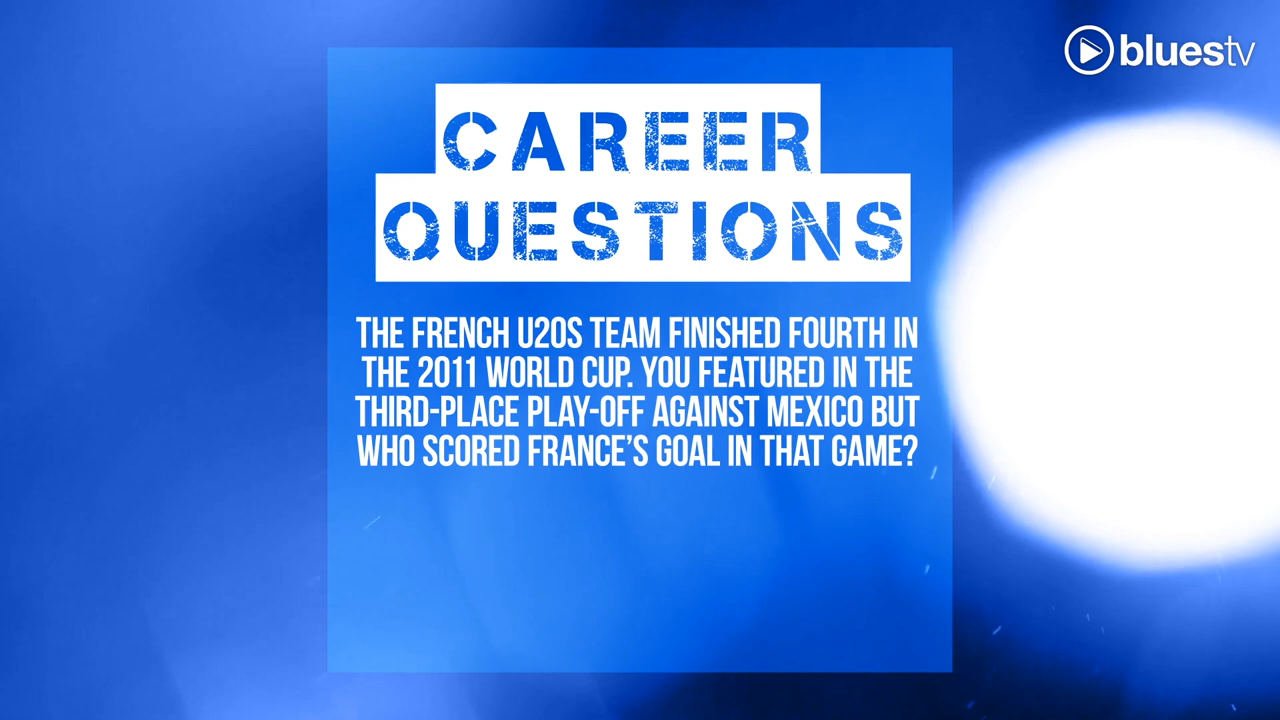 bluestv
CAREER
QUESTIONS
THE FRENCH U20S TEAM FINISHED FOURTH IN
THE 2011 WORLD CUP. YOU FEATURED IN THE
THIRD-PLACE PLAY-OFF AGAINST MEXICO BUT
WHO SCORED FRANCE'S GOAL IN THAT GAME?